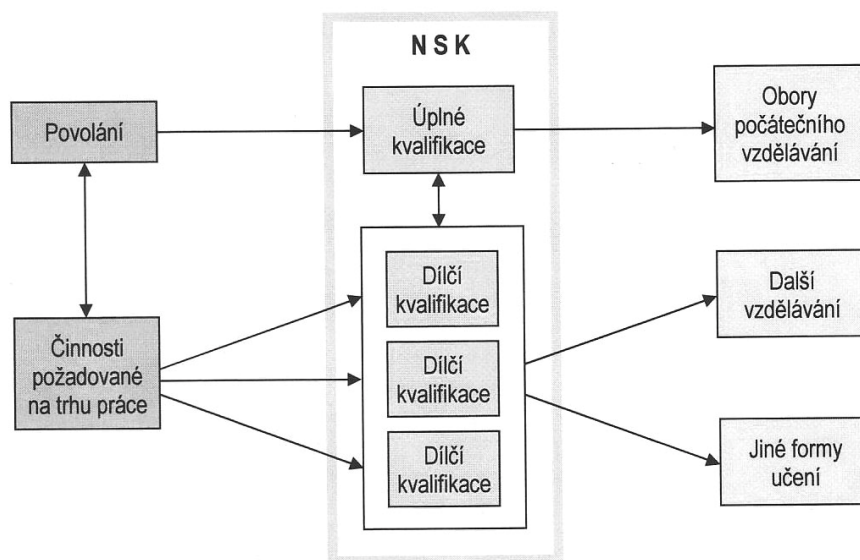 NSK
Povolání
Úplné
kvalifikace
Obory
počátečního
vzdělávání
Dílčí
kvalifikace
Další
vzdělávání
Činnosti
požadované
na trhu práce
Dílčí
kvalifikace
Dílčí
kvalifikace
Jiné formy
učení